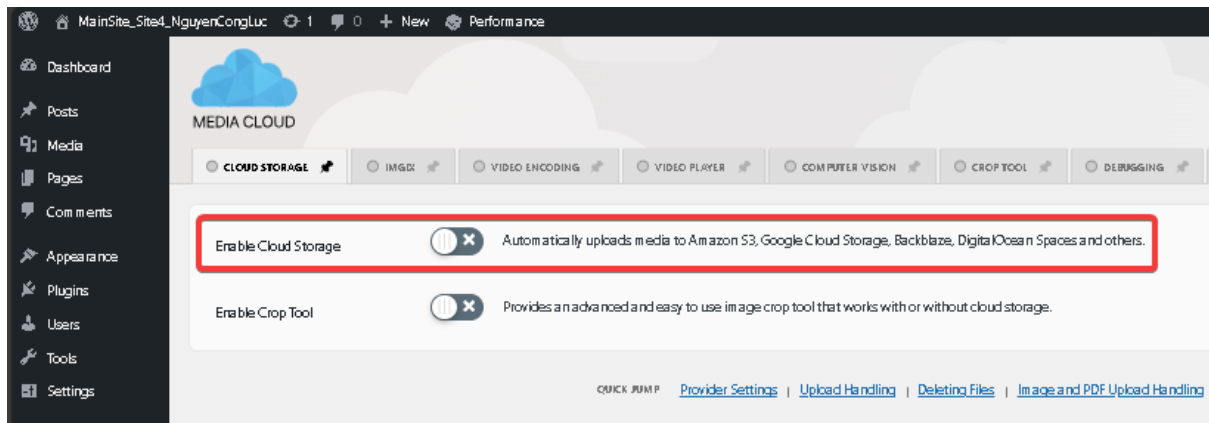 MainSite_Site4_NguyenCongLuc 1 0 + New Performance
Dashboard
Posts
Media
Pages
Comments
Appearance
Plugins
Users
Tools
Settings
MEDIA CLOUD
CLOUD STORAGE IMGIX VIDEO ENCODING VIDEO PLAYER COMPUTER VISION CROP TOOL DEBUGGING
Enable Cloud Storage Automatically uploads media to Amazon S3, Google Cloud Storage, Backblaze, DigitalOcean Spaces and others.
Enable Crop Tool Provides an advanced and easy to use image crop tool that works with or without cloud storage.
QUICK JUMP Provider Settings | Upload Handling | Deleting Files | Image and PDF Upload Handling